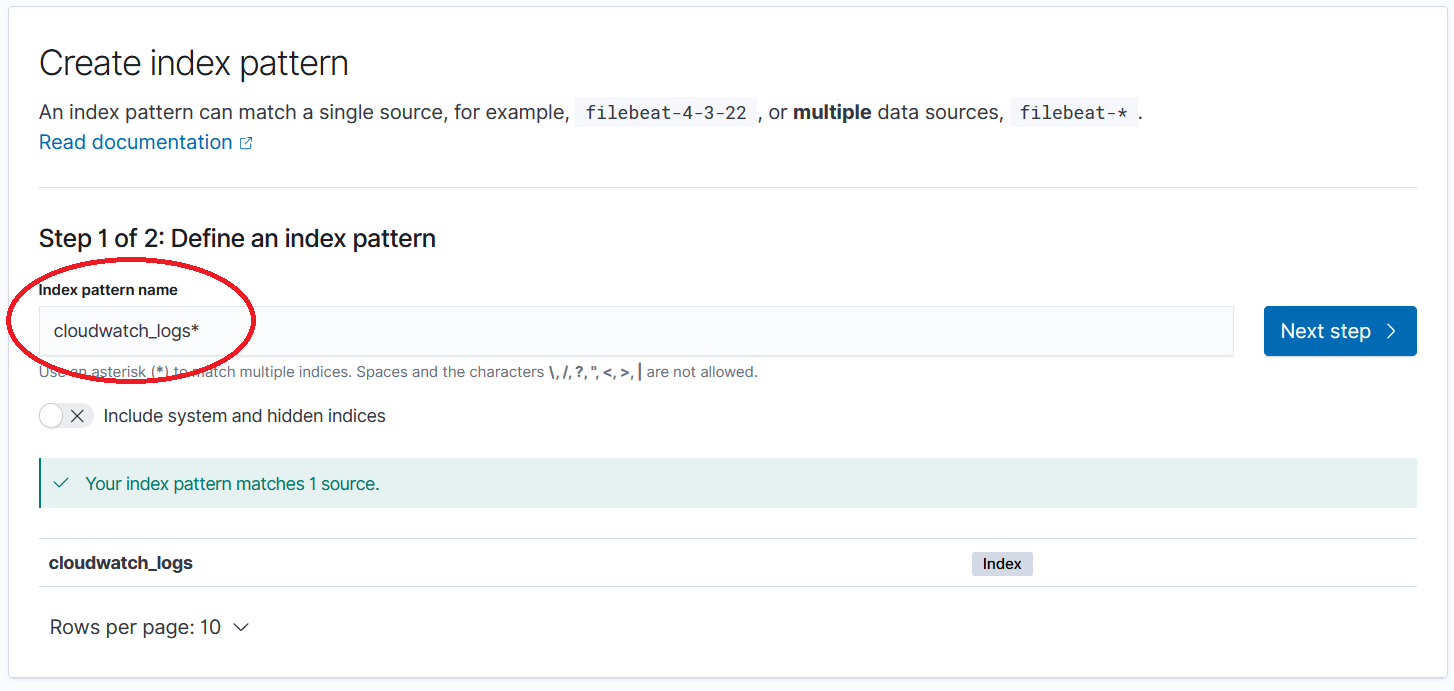 Create index pattern
An index pattern can match a single source, for example, filebeat-4-3-22 , or multiple data sources, filebeat-* .
Read documentation
Step 1 of 2: Define an index pattern
Index pattern name
cloudwatch_logs*
Next step
Use an asterisk (*) to match multiple indices. Spaces and the characters \, /, ?, ", <, >, | are not allowed.
Include system and hidden indices
Your index pattern matches 1 source.
cloudwatch_logs Index
Rows per page: 10